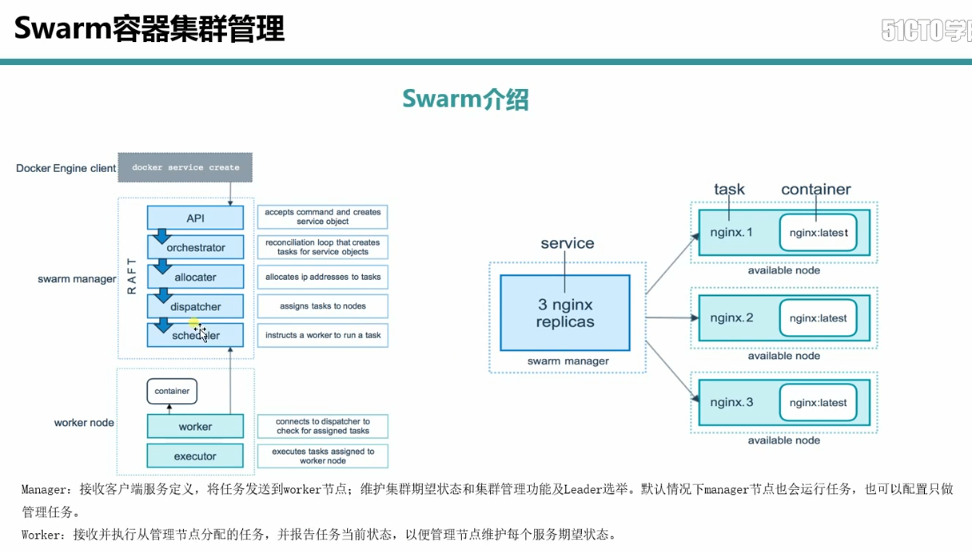 Swarm容器集群管理
51CTO学
Swarm介绍
Docker Engine client
docker service create
swarm manager
RAFT
API
accepts command and creates
service object
orchestrator
reconciliation loop that creates
tasks for service objects
allocater
allocates ip addresses to tasks
dispatcher
assigns tasks to nodes
scheduler
instructs a worker to run a task
worker node
container
worker
connects to dispatcher to
check for assigned tasks
executor
executes tasks assigned to
worker node
service
3 nginx
replicas
swarm manager
task
container
nginx.1
nginx:latest
available node
nginx.2
nginx:latest
available node
nginx.3
nginx:latest
available node
Manager：接收客户端服务定义，将任务发送到worker节点；维护集群期望状态和集群管理功能及Leader选举。默认情况下manager节点也会运行任务，也可以配置只做
管理任务。
Worker：接收并执行从管理节点分配的任务，并报告任务当前状态，以便管理节点维护每个服务期望状态。